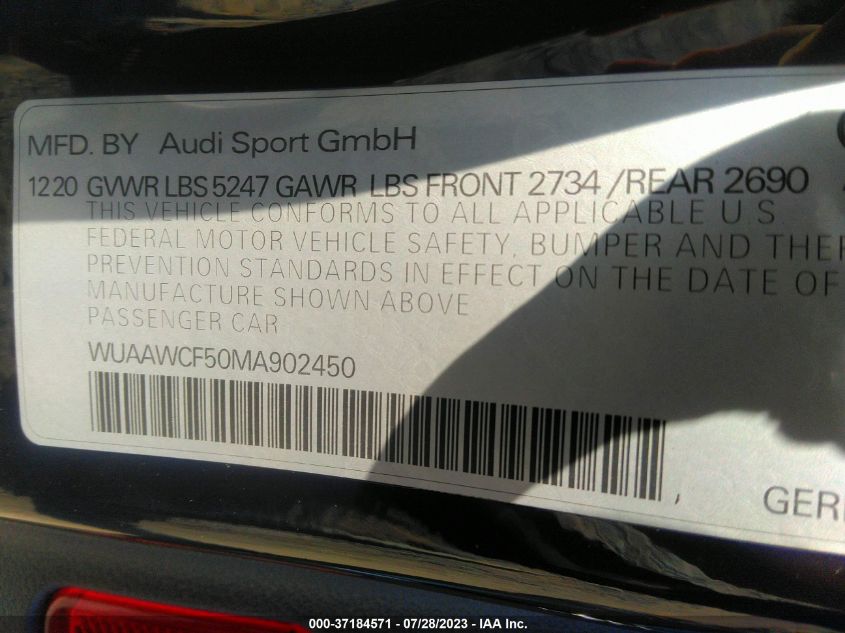 MFD. BY Audi Sport GmbH
1220 GVWR LBS 5247 GAWR LBS FRONT 2734 /REAR 2690
THIS VEHICLE CONFORMS TO ALL APPLICABLE U S
FEDERAL MOTOR VEHICLE SAFETY, BUMPER AND
PREVENTION STANDARDS IN EFFECT ON THE DATE OF
MANUFACTURE SHOWN ABOVE
PASSENGER CAR
WUAAWCF50MA902450
000-37184571 / 07/28/2023 - IAA Inc.